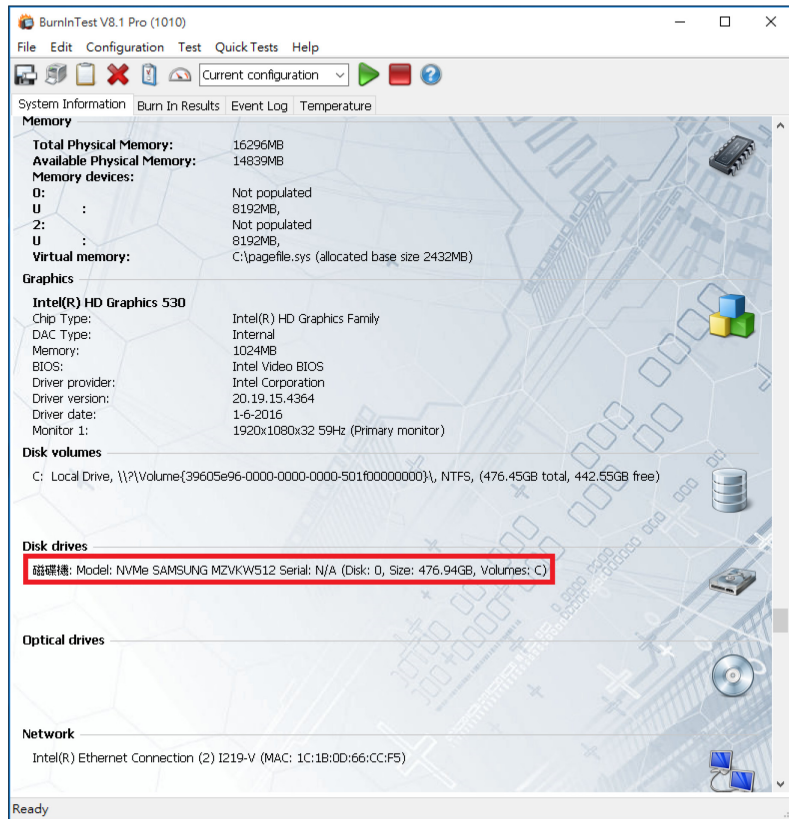 BurnInTest V8.1 Pro (1010)
File Edit Configuration Test Quick Tests Help
Current configuration
System Information Burn In Results Event Log Temperature
Memory
Total Physical Memory: 16296MB
Available Physical Memory: 14839MB
Memory devices:
0: Not populated
U : 8192MB,
2: Not populated
U : 8192MB,
Virtual memory: C:\pagefile.sys (allocated base size 2432MB)
Graphics
Intel(R) HD Graphics 530
Chip Type: Intel(R) HD Graphics Family
DAC Type: Internal
Memory: 1024MB
BIOS: Intel Video BIOS
Driver provider: Intel Corporation
Driver version: 20.19.15.4364
Driver date: 1-6-2016
Monitor 1: 1920x1080x32 59Hz (Primary monitor)
Disk volumes
C: Local Drive, \\?\Volume{39605e96-0000-0000-0000-501f00000000}\, NTFS, (476.45GB total, 442.55GB free)
Disk drives
磁碟機: Model: NVMe SAMSUNG MZVKW512 Serial: N/A (Disk: 0, Size: 476.94GB, Volumes: C)
Optical drives
Network
Intel(R) Ethernet Connection (2) I219-V (MAC: 1C:1B:0D:66:CC:F5)
Ready